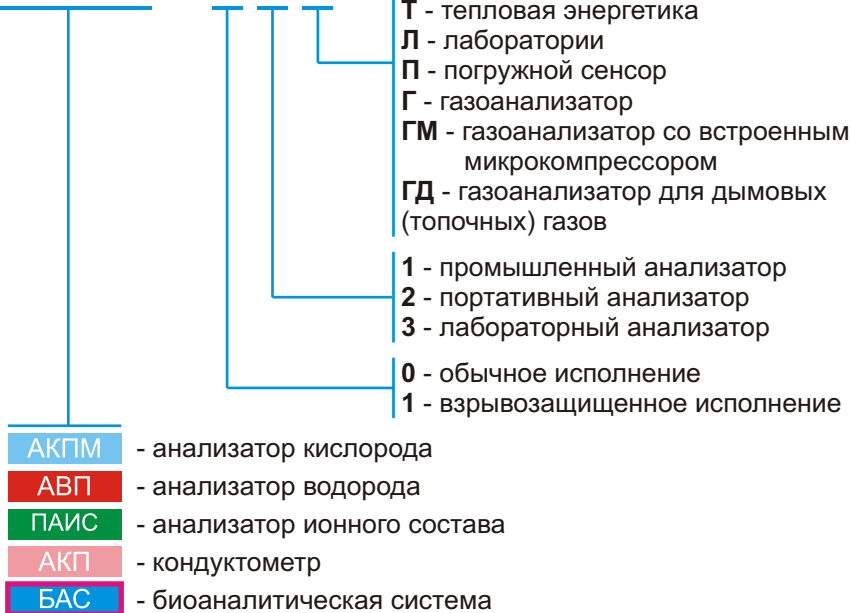 Т - тепловая энергетика
Л - лаборатории
П - погружной сенсор
Г - газоанализатор
ГМ - газоанализатор со встроенным
микрокомпрессором
ГД - газоанализатор для дымовых
(топочных) газов
1 - промышленный анализатор
2 - портативный анализатор
3 - лабораторный анализатор
0 - обычное исполнение
1 - взрывозащищенное исполнение
АКПМ - анализатор кислорода
АВП - анализатор водорода
ПАИС - анализатор ионного состава
АКП - кондуктометр
БАС - биоаналитическая система